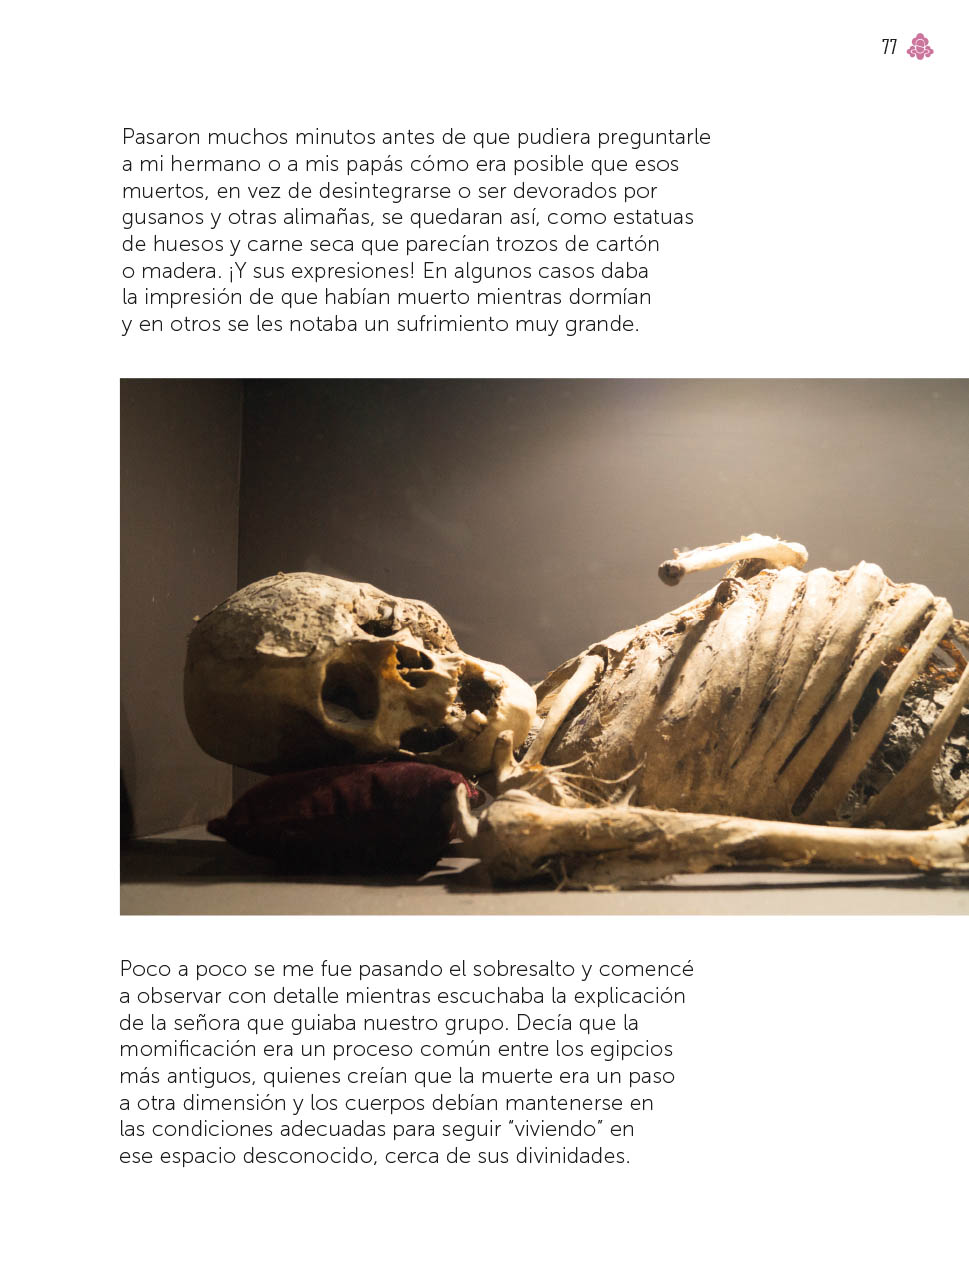 77
Pasaron muchos minutos antes de que pudiera preguntarle
a mi hermano o a mis papás cómo era posible que esos
muertos, en vez de desintegrarse o ser devorados por
gusanos y otras alimañas, se quedaran así, como estatuas
de huesos y carne seca que parecían trozos de cartón
o madera. ¡Y sus expresiones! En algunos casos daba
la impresión de que habían muerto mientras dormían
y en otros se les notaba un sufrimiento muy grande.
Poco a poco se me fue pasando el sobresalto y comencé
a observar con detalle mientras escuchaba la explicación
de la señora que guiaba nuestro grupo. Decía que la
momificación era un proceso común entre los egipcios
más antiguos, quienes creían que la muerte era un paso
a otra dimensión y los cuerpos debían mantenerse en
las condiciones adecuadas para seguir “viviendo” en
ese espacio desconocido, cerca de sus divinidades.